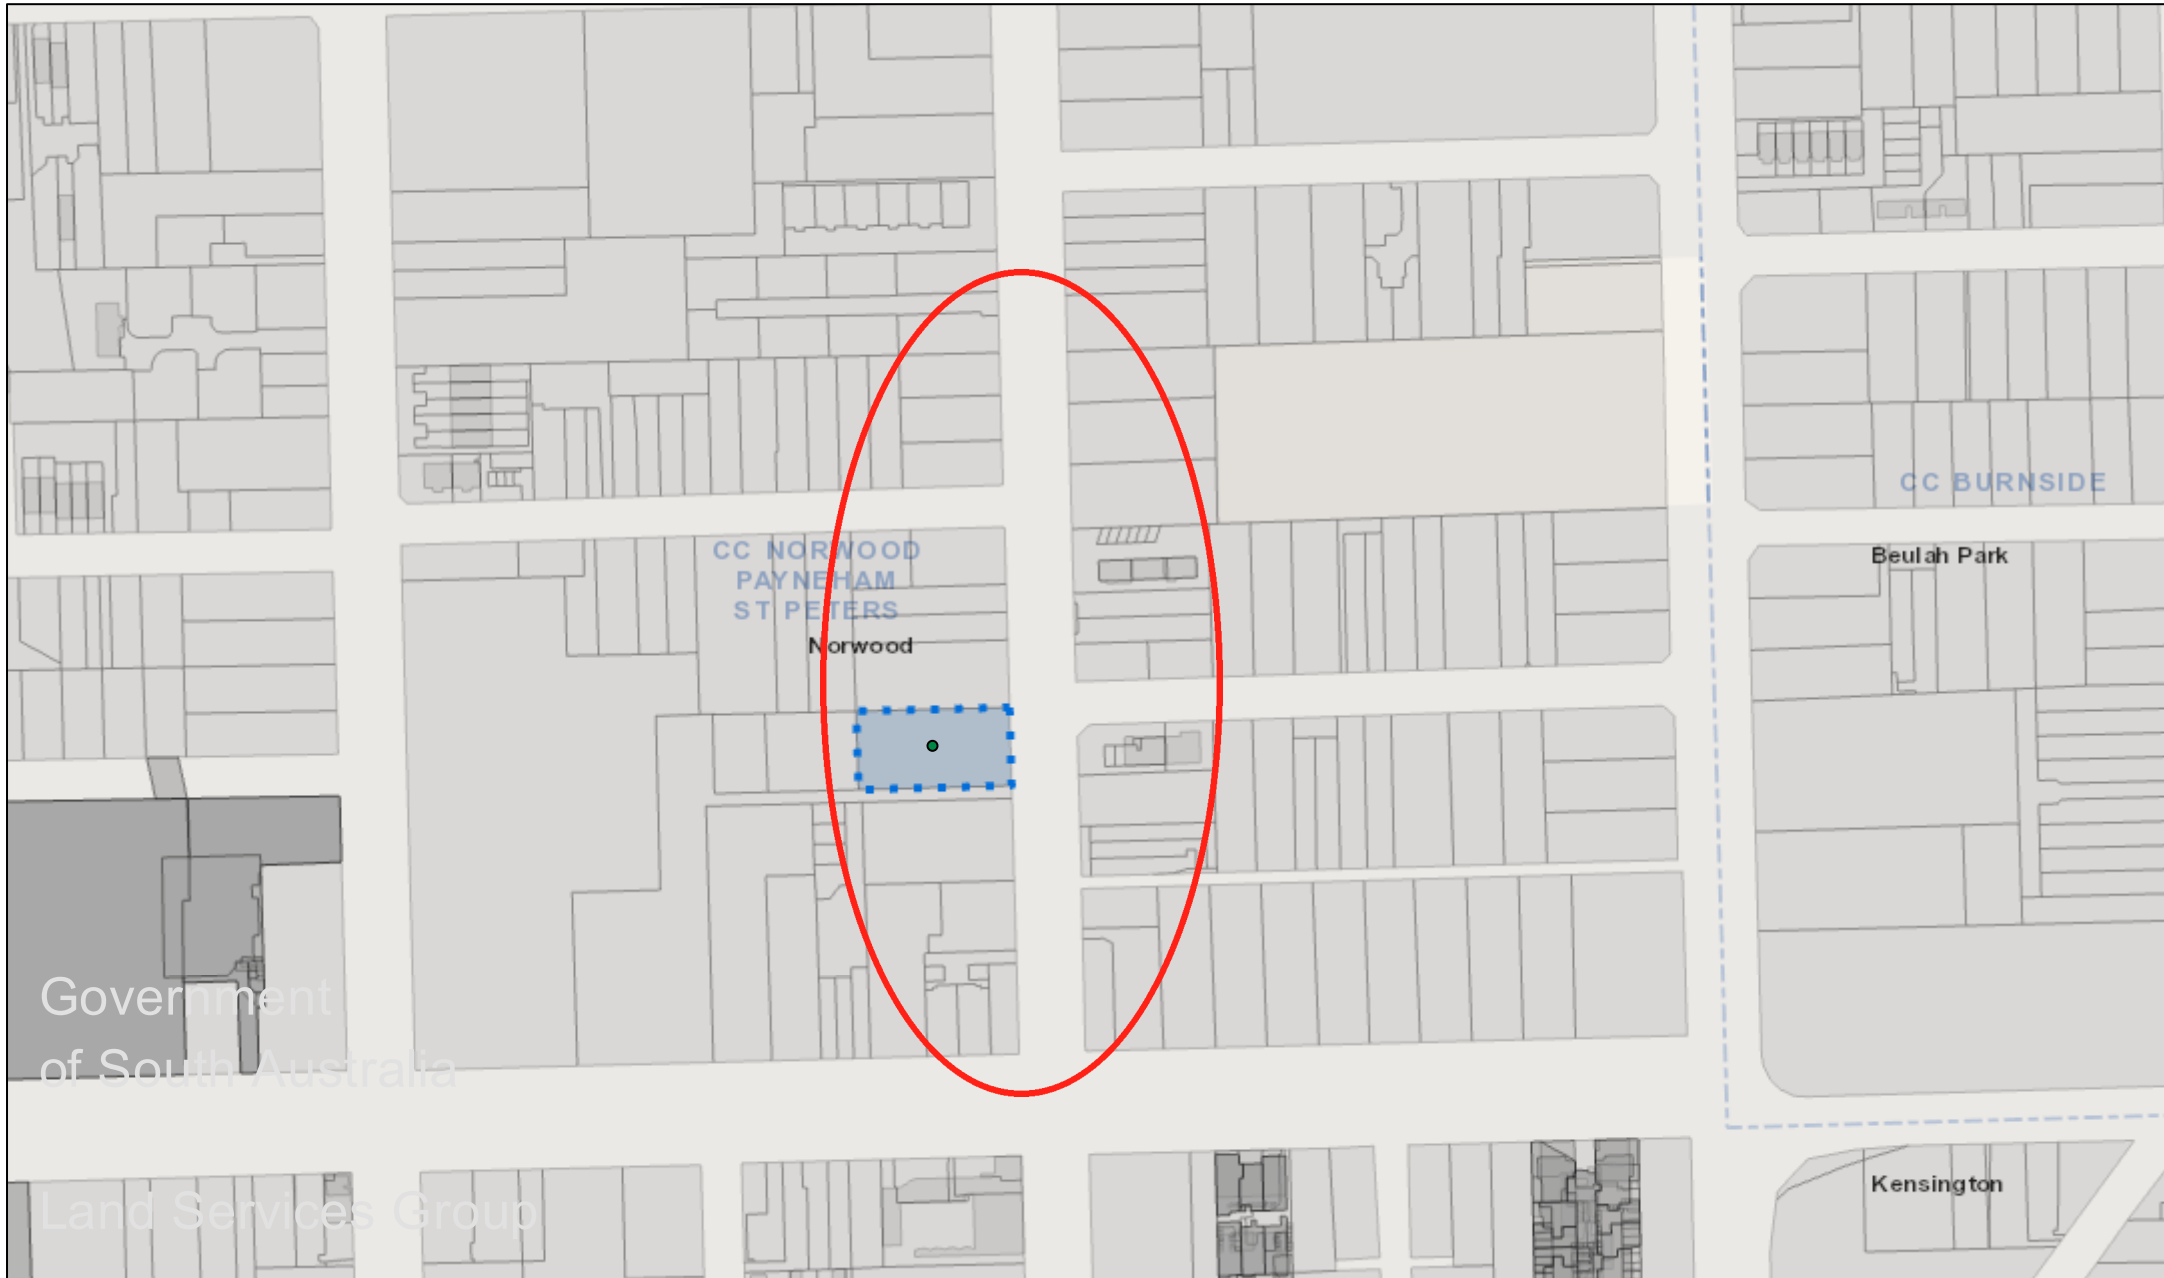 CC BURNSIDE
CC NORWOOD
PAYNEHAM
ST PETERS
Beulah Park
Norwood
Government
of South Australia
Kensington
Land Services Group